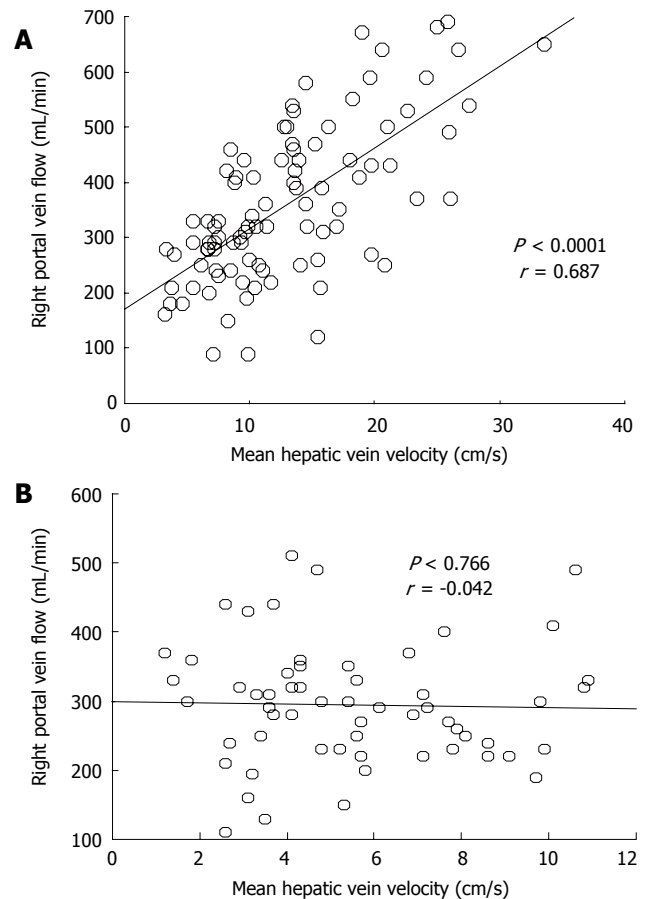 A
700
600
500
400
300
200
100
0
Right portal vein flow (mL/min)
P < 0.0001
r = 0.687
0 10 20 30 40
Mean hepatic vein velocity (cm/s)
B
600
500
400
300
200
100
Right portal vein flow (mL/min)
P < 0.766
r = -0.042
0 2 4 6 8 10 12
Mean hepatic vein velocity (cm/s)